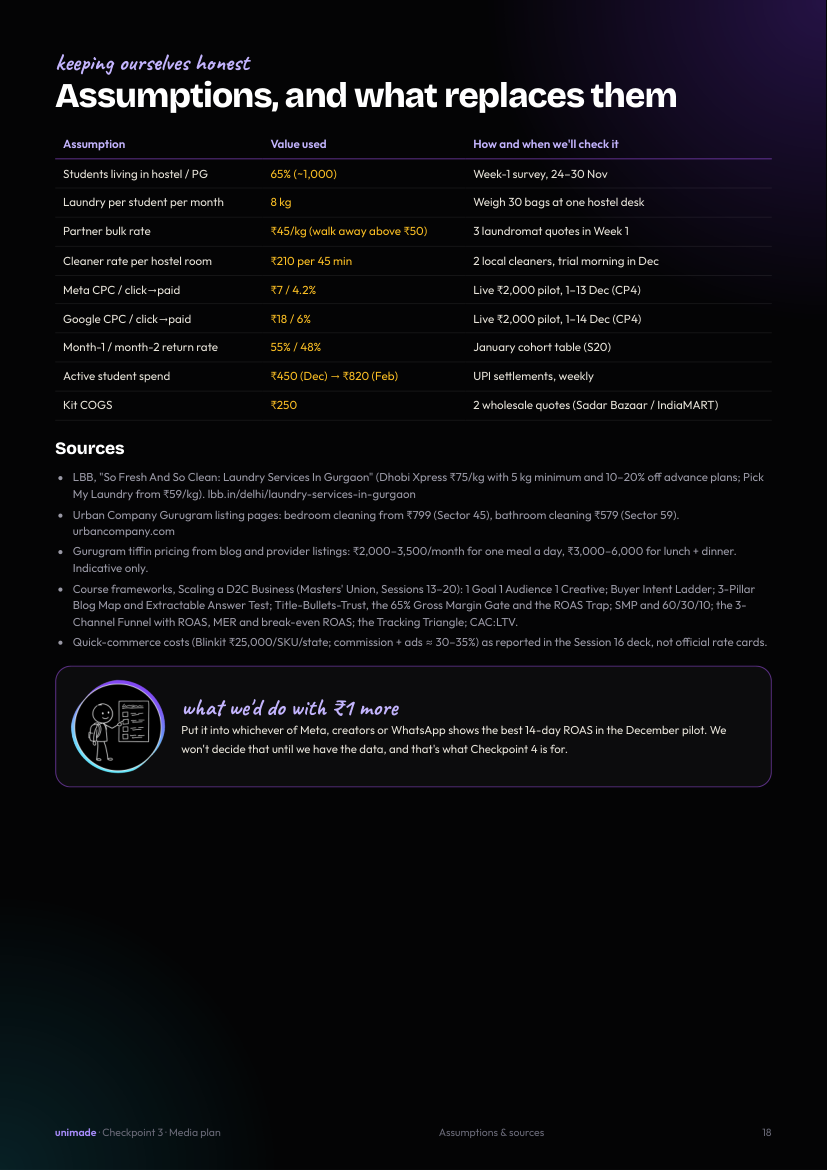 keeping ourselves honest
Assumptions, and what replaces them
Assumption Value used How and when we'll check it
Students living in hostel / PG 65% (~1,000) Week-1 survey, 24–30 Nov
Laundry per student per month 8 kg Weigh 30 bags at one hostel desk
Partner bulk rate ₹45/kg (walk away above ₹50) 3 laundromat quotes in Week 1
Cleaner rate per hostel room ₹210 per 45 min 2 local cleaners, trial morning in Dec
Meta CPC / click→paid ₹7 / 4.2% Live ₹2,000 pilot, 1–13 Dec (CP4)
Google CPC / click→paid ₹18 / 6% Live ₹2,000 pilot, 1–14 Dec (CP4)
Month-1 / month-2 return rate 55% / 48% January cohort table (S20)
Active student spend ₹450 (Dec) → ₹820 (Feb) UPI settlements, weekly
Kit COGS ₹250 2 wholesale quotes (Sadar Bazaar / IndiaMART)
Sources
• LBB, "So Fresh And So Clean: Laundry Services In Gurgaon" (Dhobi Xpress ₹75/kg with 5 kg minimum and 10–20% off advance plans; Pick
My Laundry from ₹59/kg). lbb.in/delhi/laundry-services-in-gurgaon
• Urban Company Gurugram listing pages: bedroom cleaning from ₹799 (Sector 45), bathroom cleaning ₹579 (Sector 59).
urbancompany.com
• Gurugram tiffin pricing from blog and provider listings: ₹2,000–3,500/month for one meal a day, ₹3,000–6,000 for lunch + dinner.
Indicative only.
• Course frameworks, Scaling a D2C Business (Masters' Union, Sessions 13–20): 1 Goal 1 Audience 1 Creative; Buyer Intent Ladder; 3-Pillar
Blog Map and Extractable Answer Test; Title-Bullets-Trust, the 65% Gross Margin Gate and the ROAS Trap; SMP and 60/30/10; the 3-
Channel Funnel with ROAS, MER and break-even ROAS; the Tracking Triangle; CAC:LTV.
• Quick-commerce costs (Blinkit ₹25,000/SKU/state; commission + ads ≈ 30–35%) as reported in the Session 16 deck, not official rate cards.
what we'd do with ₹1 more
Put it into whichever of Meta, creators or WhatsApp shows the best 14-day ROAS in the December pilot. We
won't decide that until we have the data, and that's what Checkpoint 4 is for.
unimade · Checkpoint 3 · Media plan Assumptions & sources 18